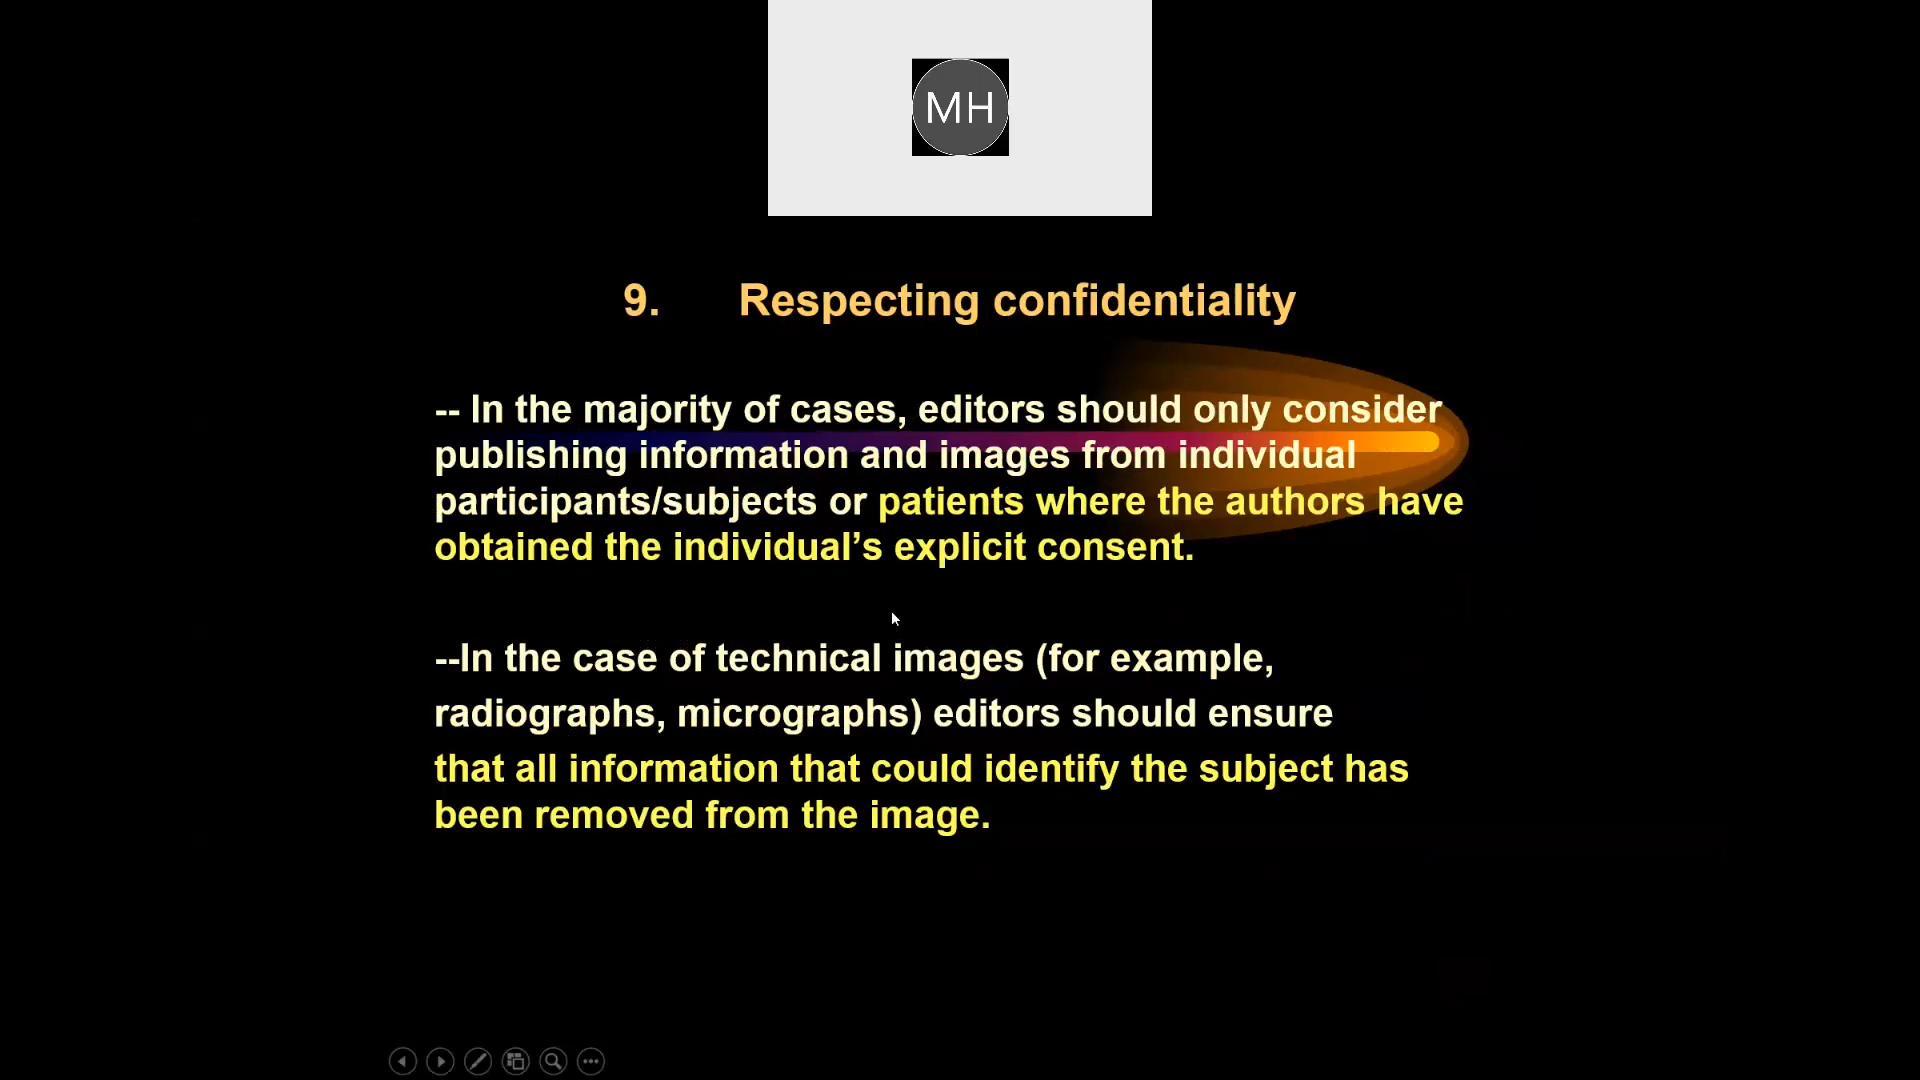 MH
9. Respecting confidentiality
-- In the majority of cases, editors should only consider
publishing information and images from individual
participants/subjects or patients where the authors have
obtained the individual’s explicit consent.
--In the case of technical images (for example,
radiographs, micrographs) editors should ensure
that all information that could identify the subject has
been removed from the image.